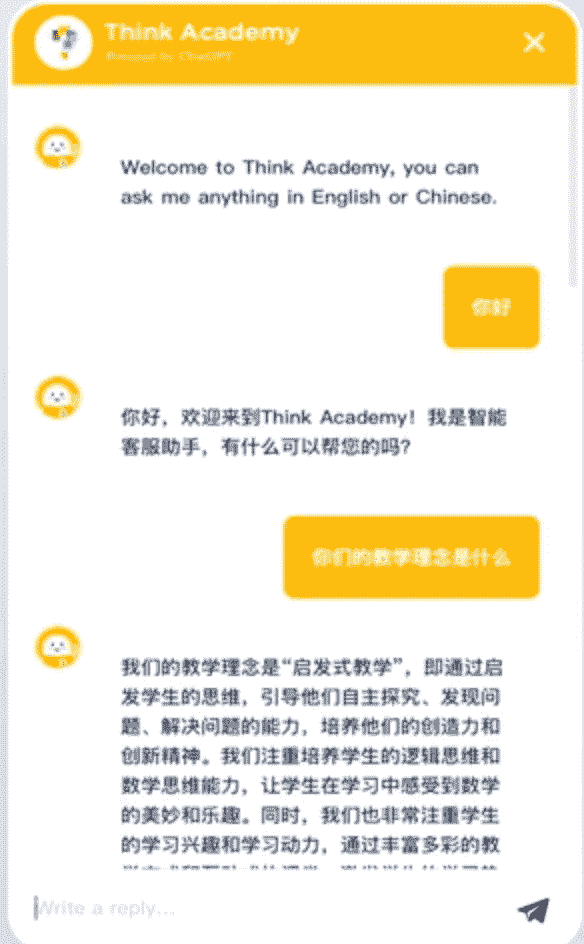 Think Academy
Powered by ChatGPT
Welcome to Think Academy, you can
ask me anything in English or Chinese.
你好
你好，欢迎来到Think Academy！我是智能
客服助手，有什么可以帮您的吗?
你们的教学理念是什么
我们的教学理念是“启发式教学”，即通过启
发学生的思维，引导他们自主探究、发现问
题、解决问题的能力，培养他们的创造力和
创新精神。我们注重培养学生的逻辑思维和
数学思维能力，让学生在学习中感受到数学
的美妙和乐趣。同时，我们也非常注重学生
的学习兴趣和学习动力，通过丰富多彩的教
Write a reply...